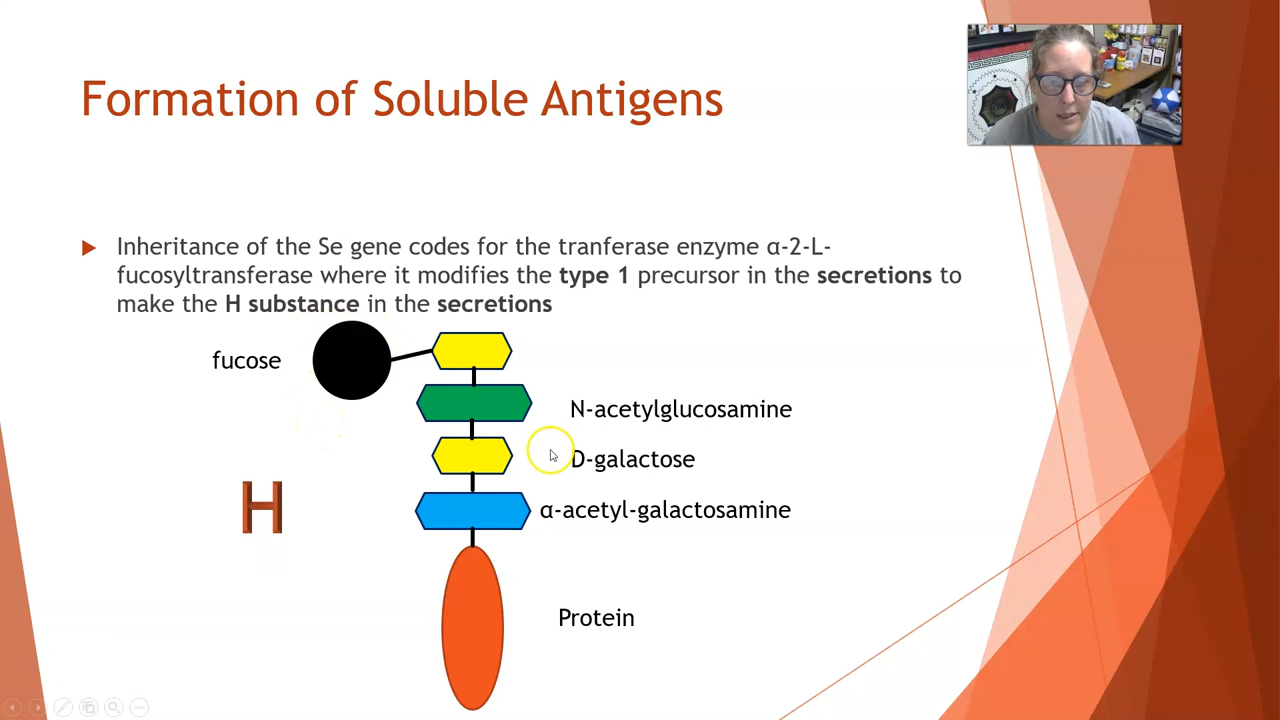 Formation of Soluble Antigens
Inheritance of the Se gene codes for the tranferase enzyme α-2-L-
fucosyltransferase where it modifies the type 1 precursor in the secretions to
make the H substance in the secretions
fucose
N-acetylglucosamine
D-galactose
H
α-acetyl-galactosamine
Protein